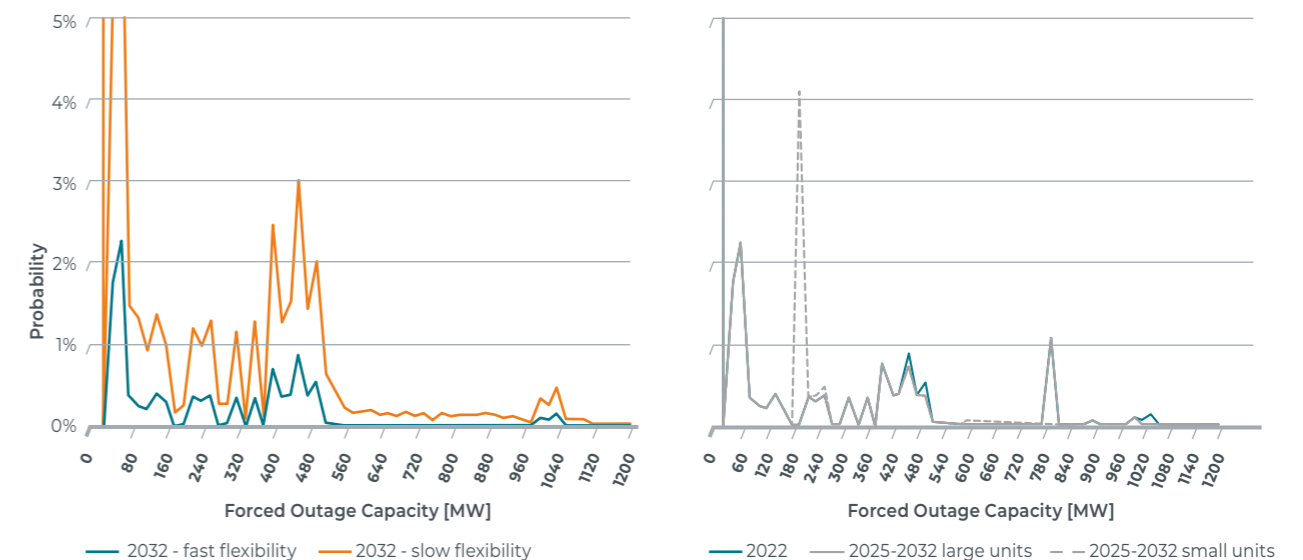 5%
4%
3%
2%
1%
0%
Probability
0 80 160 240 320 400 480 560 640 720 800 880 960 1040 1120 1200
Forced Outage Capacity [MW]
2032 - fast flexibility 2032 - slow flexibility
0 60 120 180 240 300 360 420 480 540 600 660 720 780 840 900 960 1020 1080 1140 1200
Forced Outage Capacity [MW]
2022 2025-2032 large units 2025-2032 small units